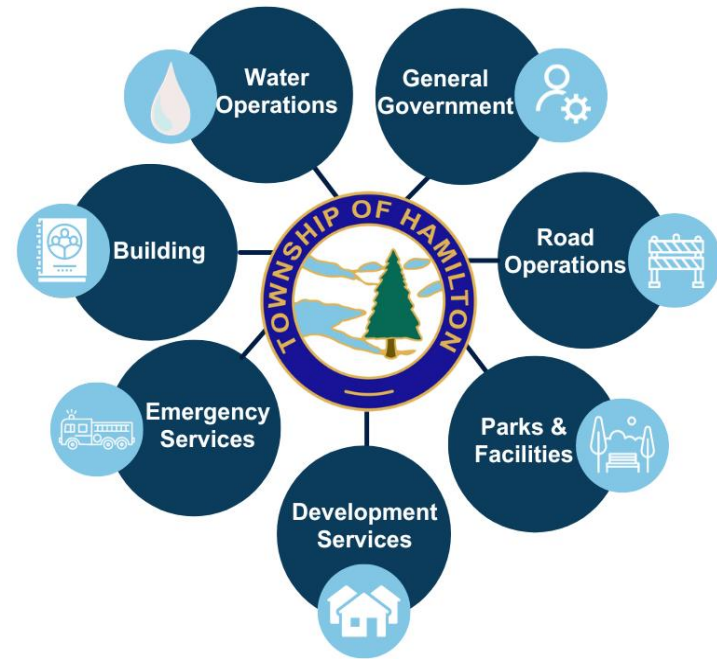 Water
Operations
General
Government
Building
TOWNSHIP OF HAMILTON
Road
Operations
Emergency
Services
Parks &
Facilities
Development
Services